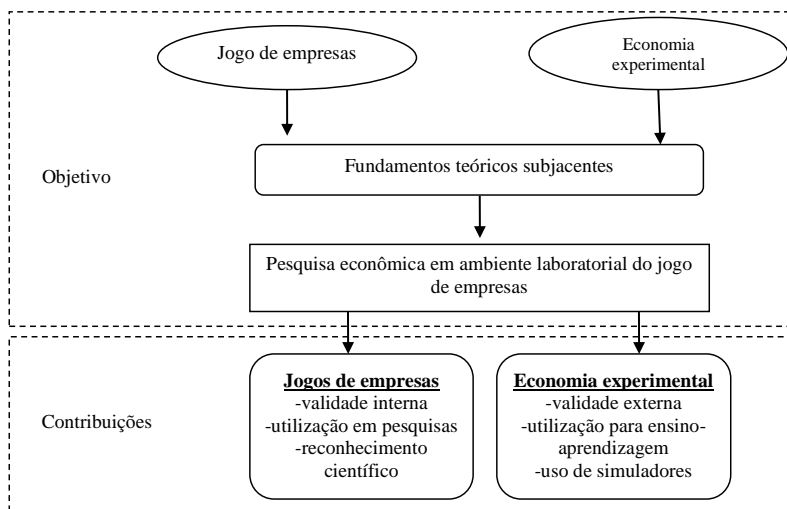 Jogo de empresas
Economia
experimental
Objetivo
Fundamentos teóricos subjacentes
Pesquisa econômica em ambiente laboratorial do jogo
de empresas
Contribuições
Jogos de empresas
-validade interna
-utilização em pesquisas
-reconhecimento
científico
Economia experimental
-validade externa
-utilização para ensino-
aprendizagem
-uso de simuladores